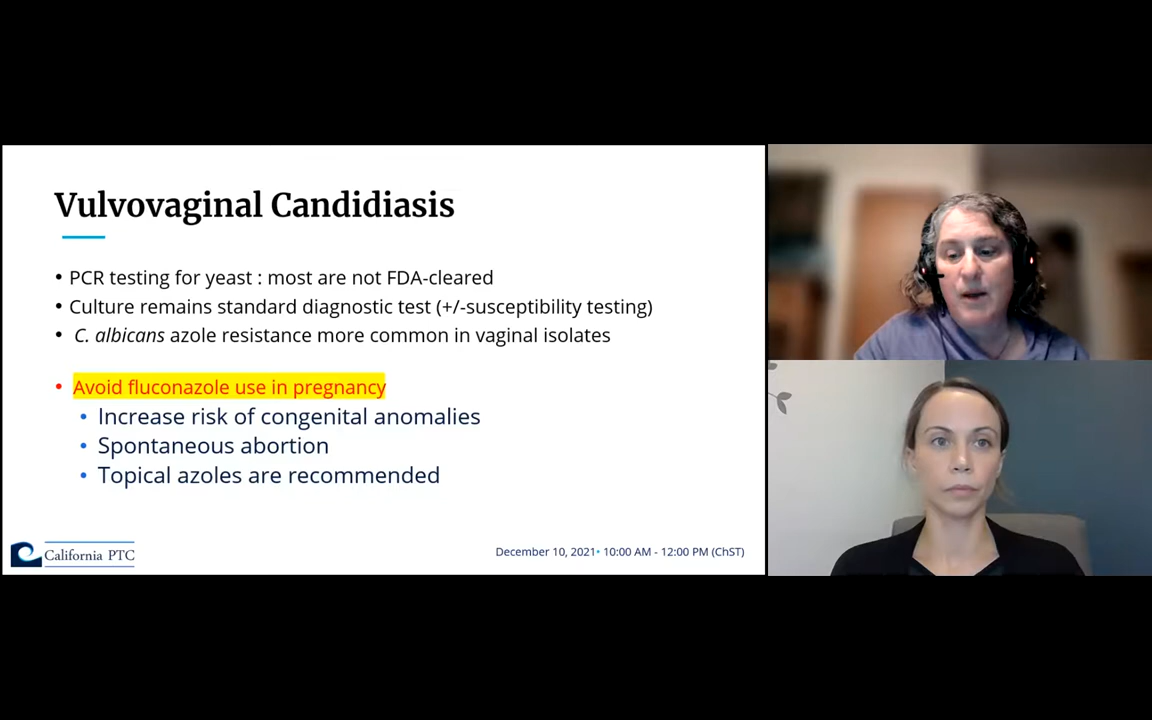 Vulvovaginal Candidiasis
• PCR testing for yeast : most are not FDA-cleared
• Culture remains standard diagnostic test (+/-susceptibility testing)
• C. albicans azole resistance more common in vaginal isolates
• Avoid fluconazole use in pregnancy
• Increase risk of congenital anomalies
• Spontaneous abortion
• Topical azoles are recommended
California PTC
December 10, 2021• 10:00 AM - 12:00 PM (ChST)